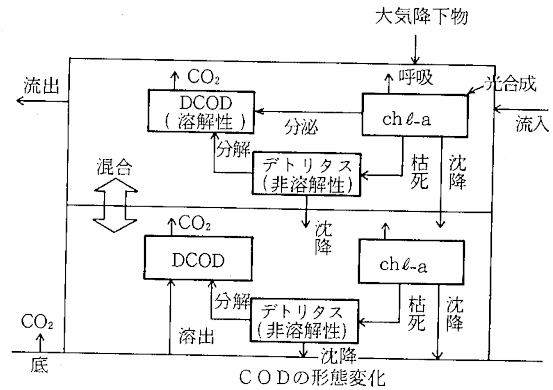 大気降下物
CO₂
呼吸
光合成
流出
DCOD
(溶解性)
分泌
chℓ-a
流入
分解
デトリタス
(非溶解性)
枯死
沈降
混合
沈降
CO₂
DCOD
chℓ-a
分解
デトリタス
(非溶解性)
枯死
沈降
CO₂
溶出
底
沈降
CODの形態変化